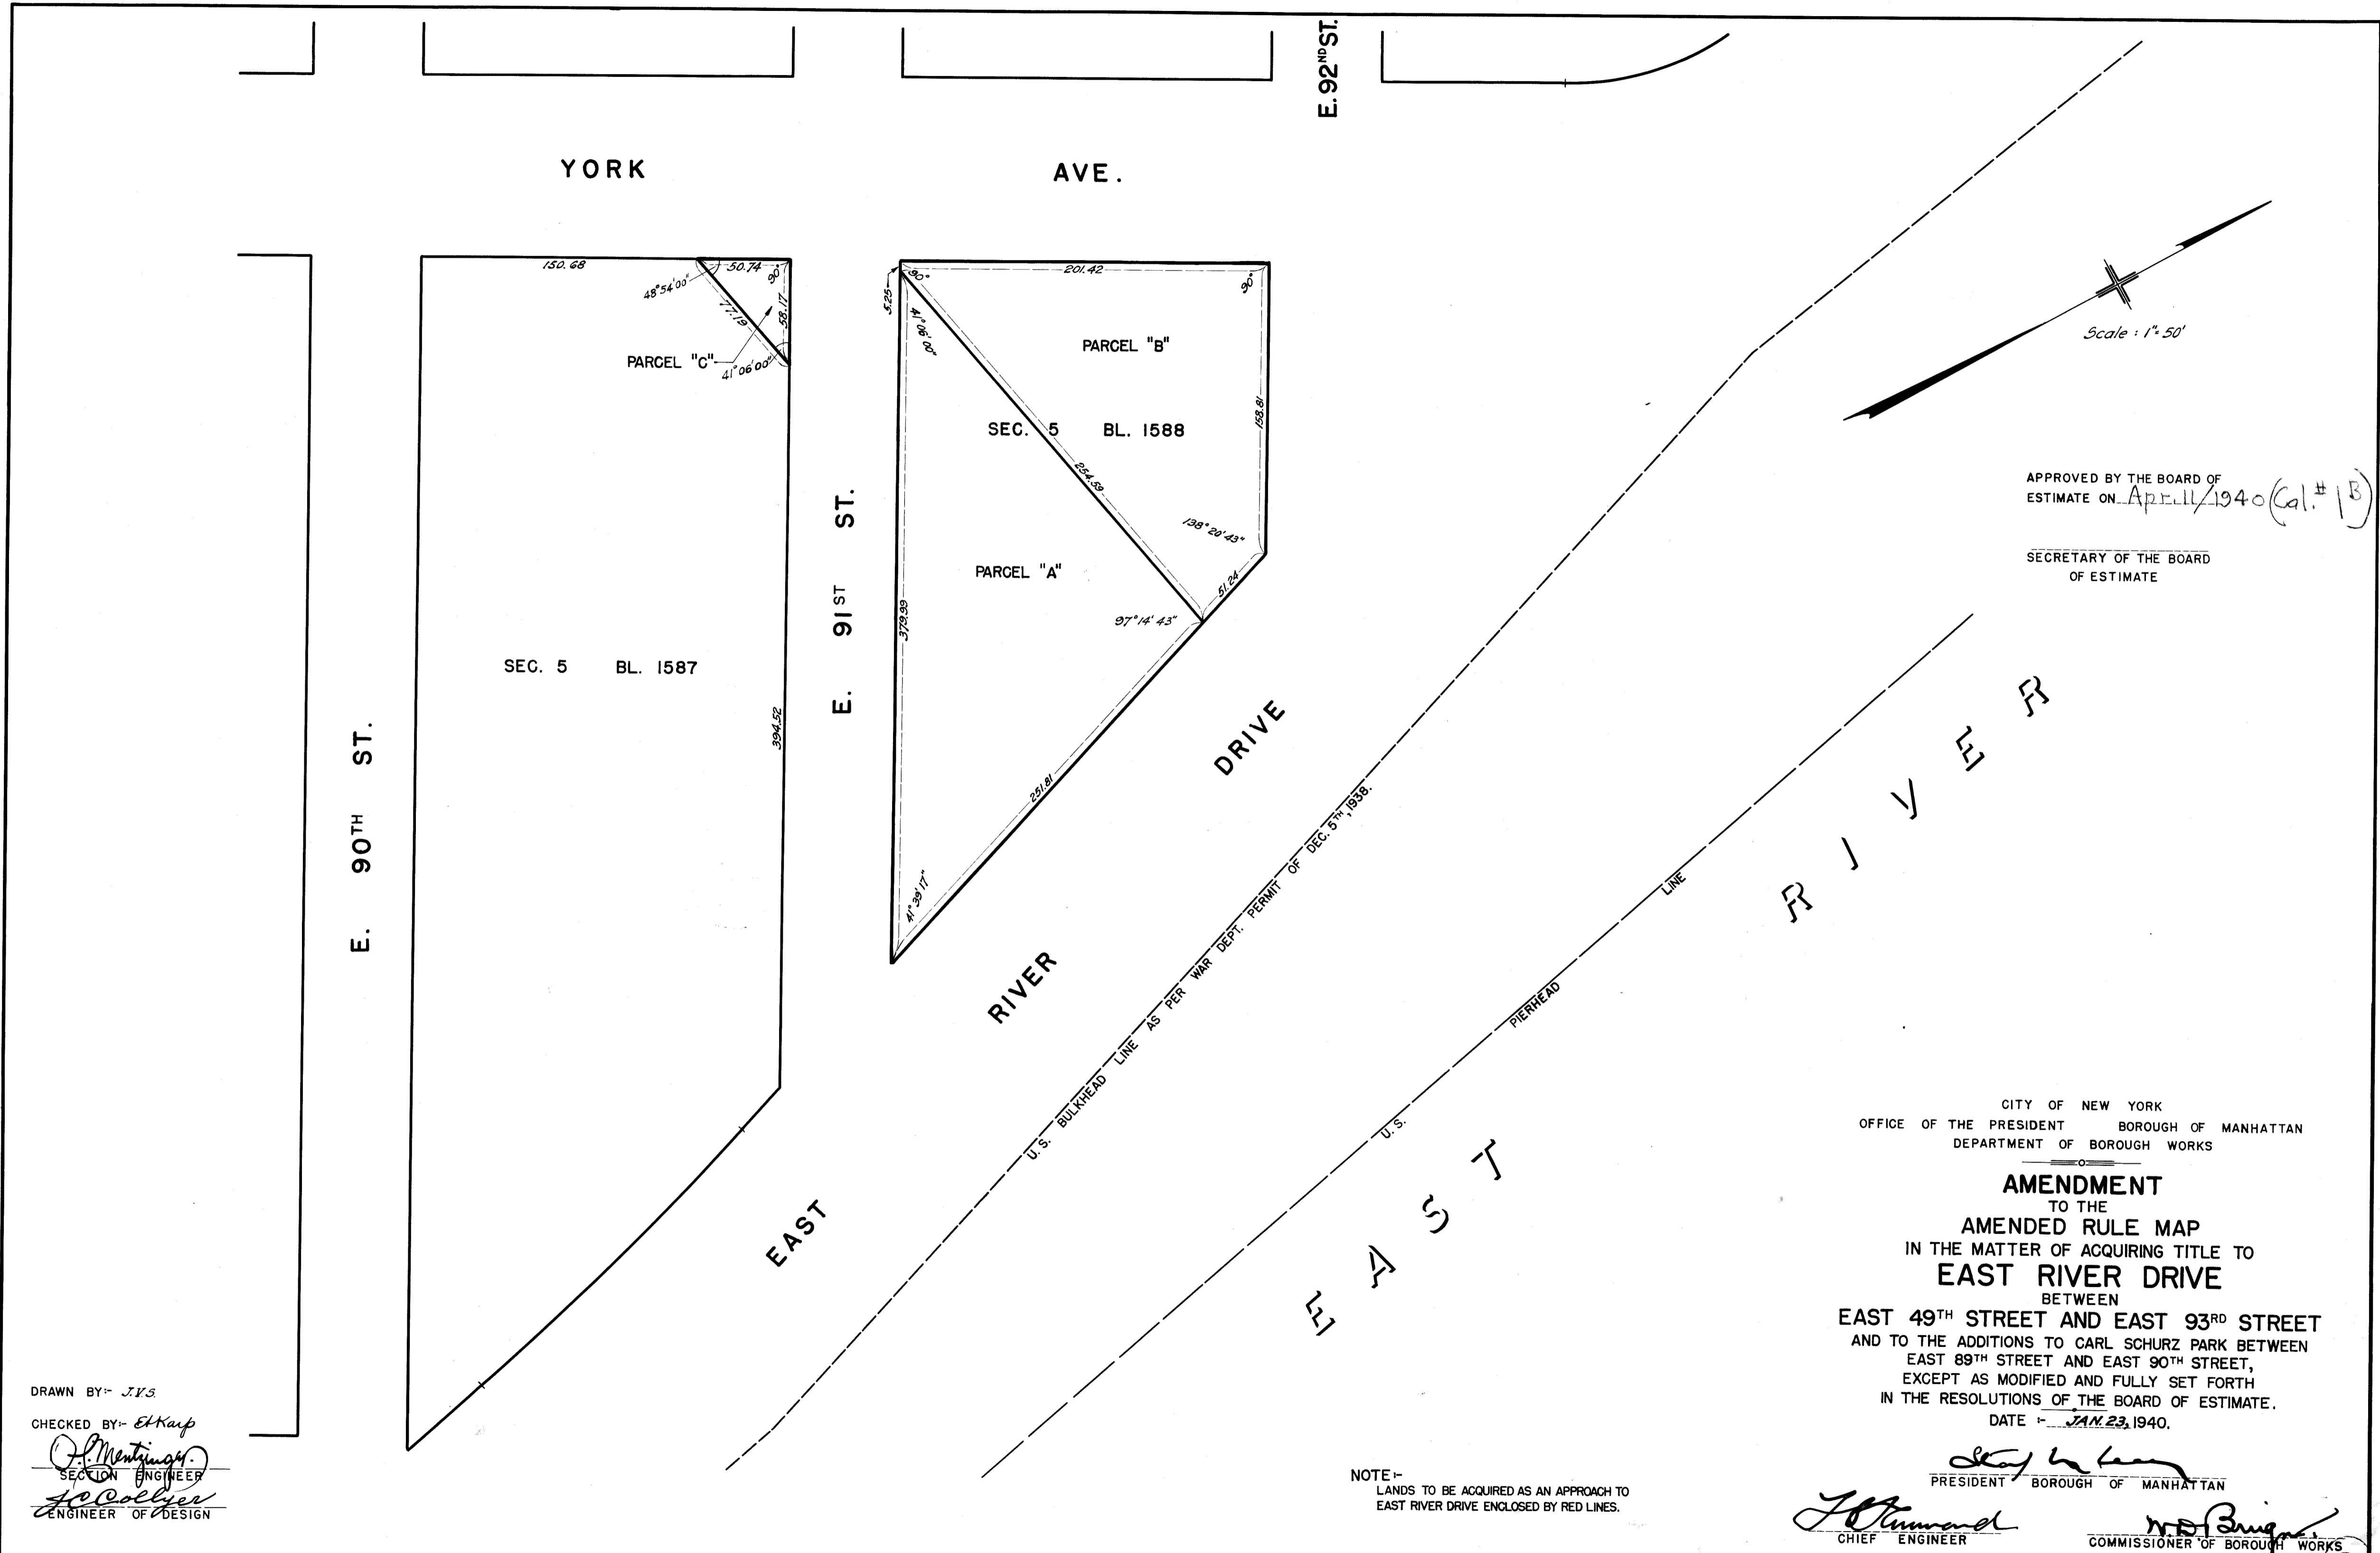 E. 92ND ST.
YORK AVE.
150.68
50.74
90°
48°54'00"
77.19
58.17
PARCEL "C"
41°06'00"
5.25
90°
201.42
90°
41°06'00"
PARCEL "B"
158.81
SEC. 5 BL. 1588
254.59
138°20'43"
51.24
PARCEL "A"
97°14'43"
379.99
251.81
41°39'17"
SEC. 5 BL. 1587
394.52
E. 90TH ST.
E. 91ST ST.
EAST RIVER DRIVE
U.S. BULKHEAD LINE AS PER WAR DEPT. PERMIT OF DEC. 5TH, 1938.
U.S. PIERHEAD LINE
EAST RIVER
Scale : 1"= 50'
APPROVED BY THE BOARD OF
ESTIMATE ON Apr. 11/1940 (Cal. # 1B)
SECRETARY OF THE BOARD
OF ESTIMATE
CITY OF NEW YORK
OFFICE OF THE PRESIDENT BOROUGH OF MANHATTAN
DEPARTMENT OF BOROUGH WORKS
AMENDMENT
TO THE
AMENDED RULE MAP
IN THE MATTER OF ACQUIRING TITLE TO
EAST RIVER DRIVE
BETWEEN
EAST 49TH STREET AND EAST 93RD STREET
AND TO THE ADDITIONS TO CARL SCHURZ PARK BETWEEN
EAST 89TH STREET AND EAST 90TH STREET,
EXCEPT AS MODIFIED AND FULLY SET FORTH
IN THE RESOLUTIONS OF THE BOARD OF ESTIMATE.
DATE :- JAN. 23, 1940.
PRESIDENT BOROUGH OF MANHATTAN
CHIEF ENGINEER
COMMISSIONER OF BOROUGH WORKS
NOTE :-
LANDS TO BE ACQUIRED AS AN APPROACH TO
EAST RIVER DRIVE ENCLOSED BY RED LINES.
DRAWN BY:- J.V.S.
CHECKED BY:- Karp
Mentzinger.
SECTION ENGINEER
JC Collyer
ENGINEER OF DESIGN